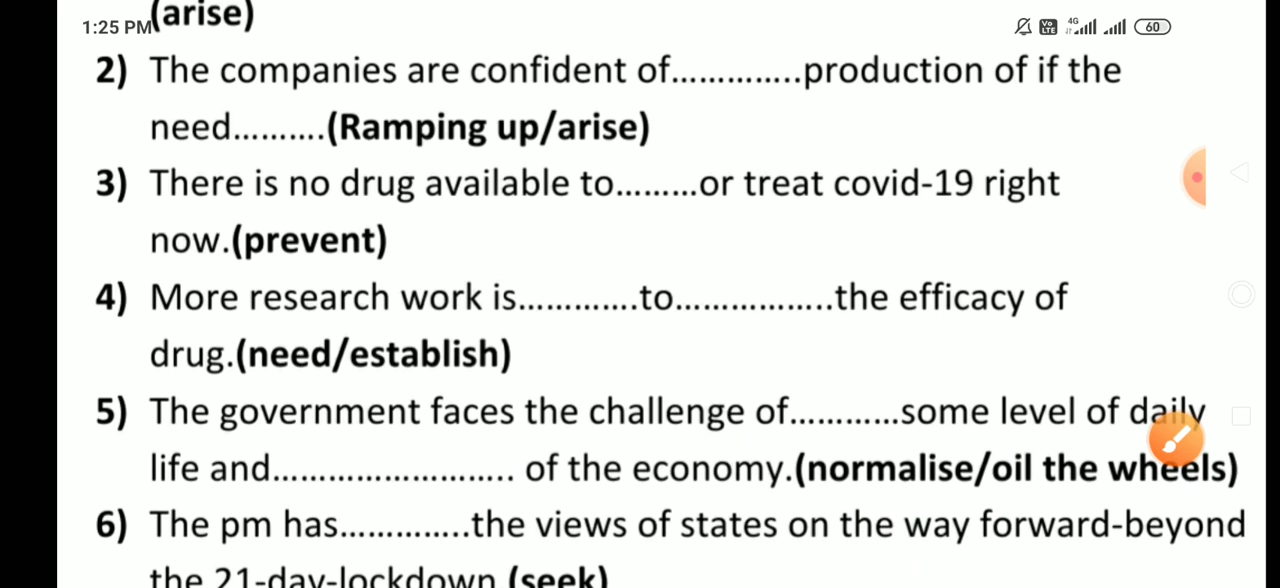 (arise)
1:25 PM 4G Vo LTE 60
2) The companies are confident of..............production of if the
need..........(Ramping up/arise)
3) There is no drug available to.........or treat covid-19 right
now.(prevent)
4) More research work is.............to................the efficacy of
drug.(need/establish)
5) The government faces the challenge of............some level of daily
life and.......................... of the economy.(normalise/oil the wheels)
6) The pm has..............the views of states on the way forward-beyond
the 21-day-lockdown.(seek)